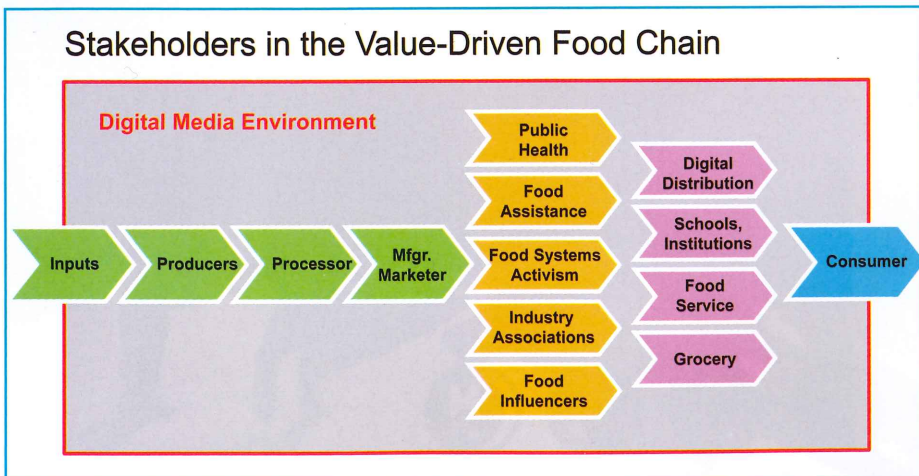 Stakeholders in the Value-Driven Food Chain
Digital Media Environment
Inputs
Producers
Processor
Mfgr.
Marketer
Public
Health
Food
Assistance
Food Systems
Activism
Industry
Associations
Food
Influencers
Digital
Distribution
Schools,
Institutions
Food
Service
Grocery
Consumer